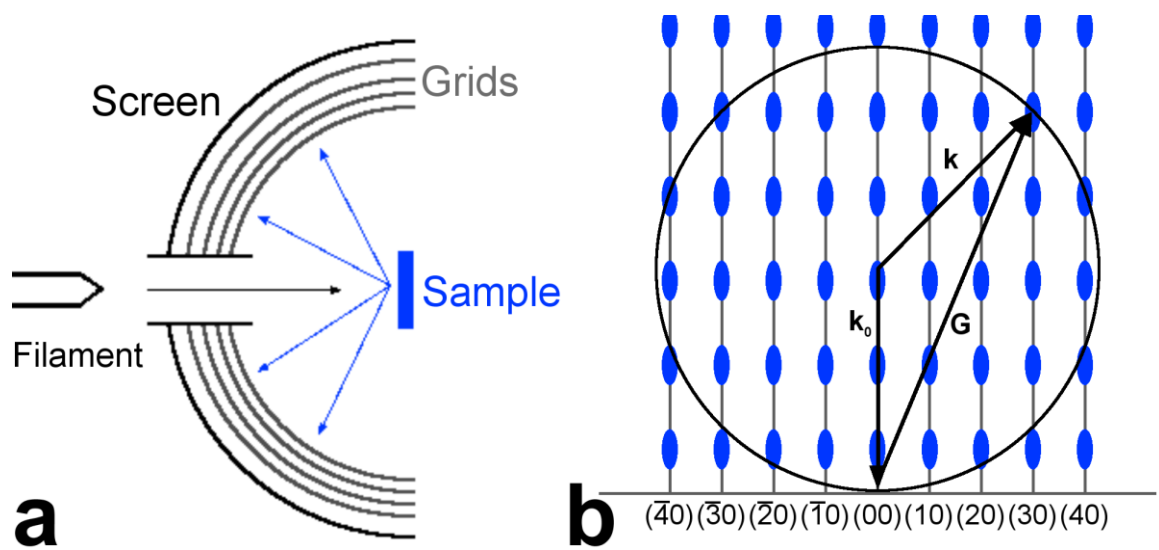 Screen
Grids
Sample
Filament
a
k
k₀
G
(4̅0)(3̅0)(2̅0)(1̅0)(00)(10)(20)(30)(40)
b